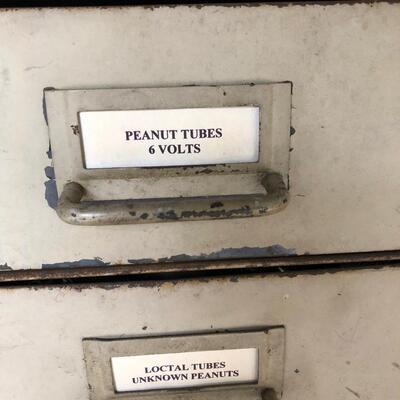 PEANUT TUBES
6 VOLTS
LOCTAL TUBES
UNKNOWN PEANUTS